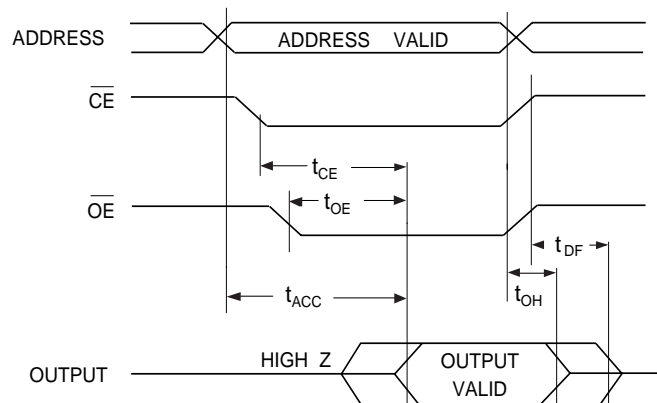 ADDRESS
ADDRESS VALID
CE
tCE
OE
tOE
tDF
tACC
tOH
HIGH Z
OUTPUT
OUTPUT
VALID